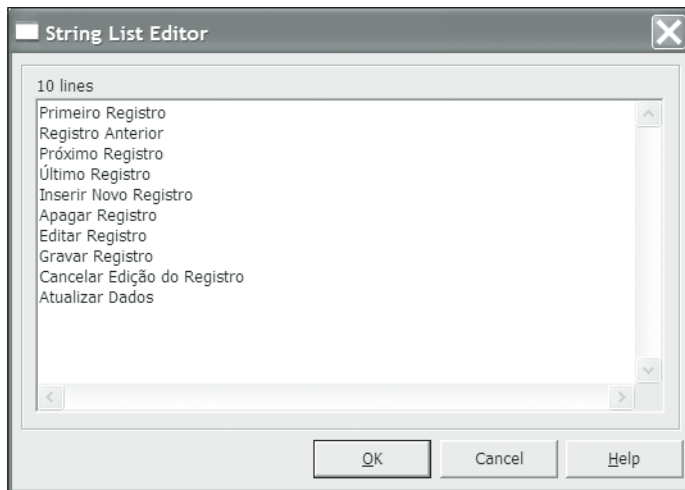 String List Editor
10 lines
Primeiro Registro
Registro Anterior
Próximo Registro
Último Registro
Inserir Novo Registro
Apagar Registro
Editar Registro
Gravar Registro
Cancelar Edição do Registro
Atualizar Dados
OK Cancel Help